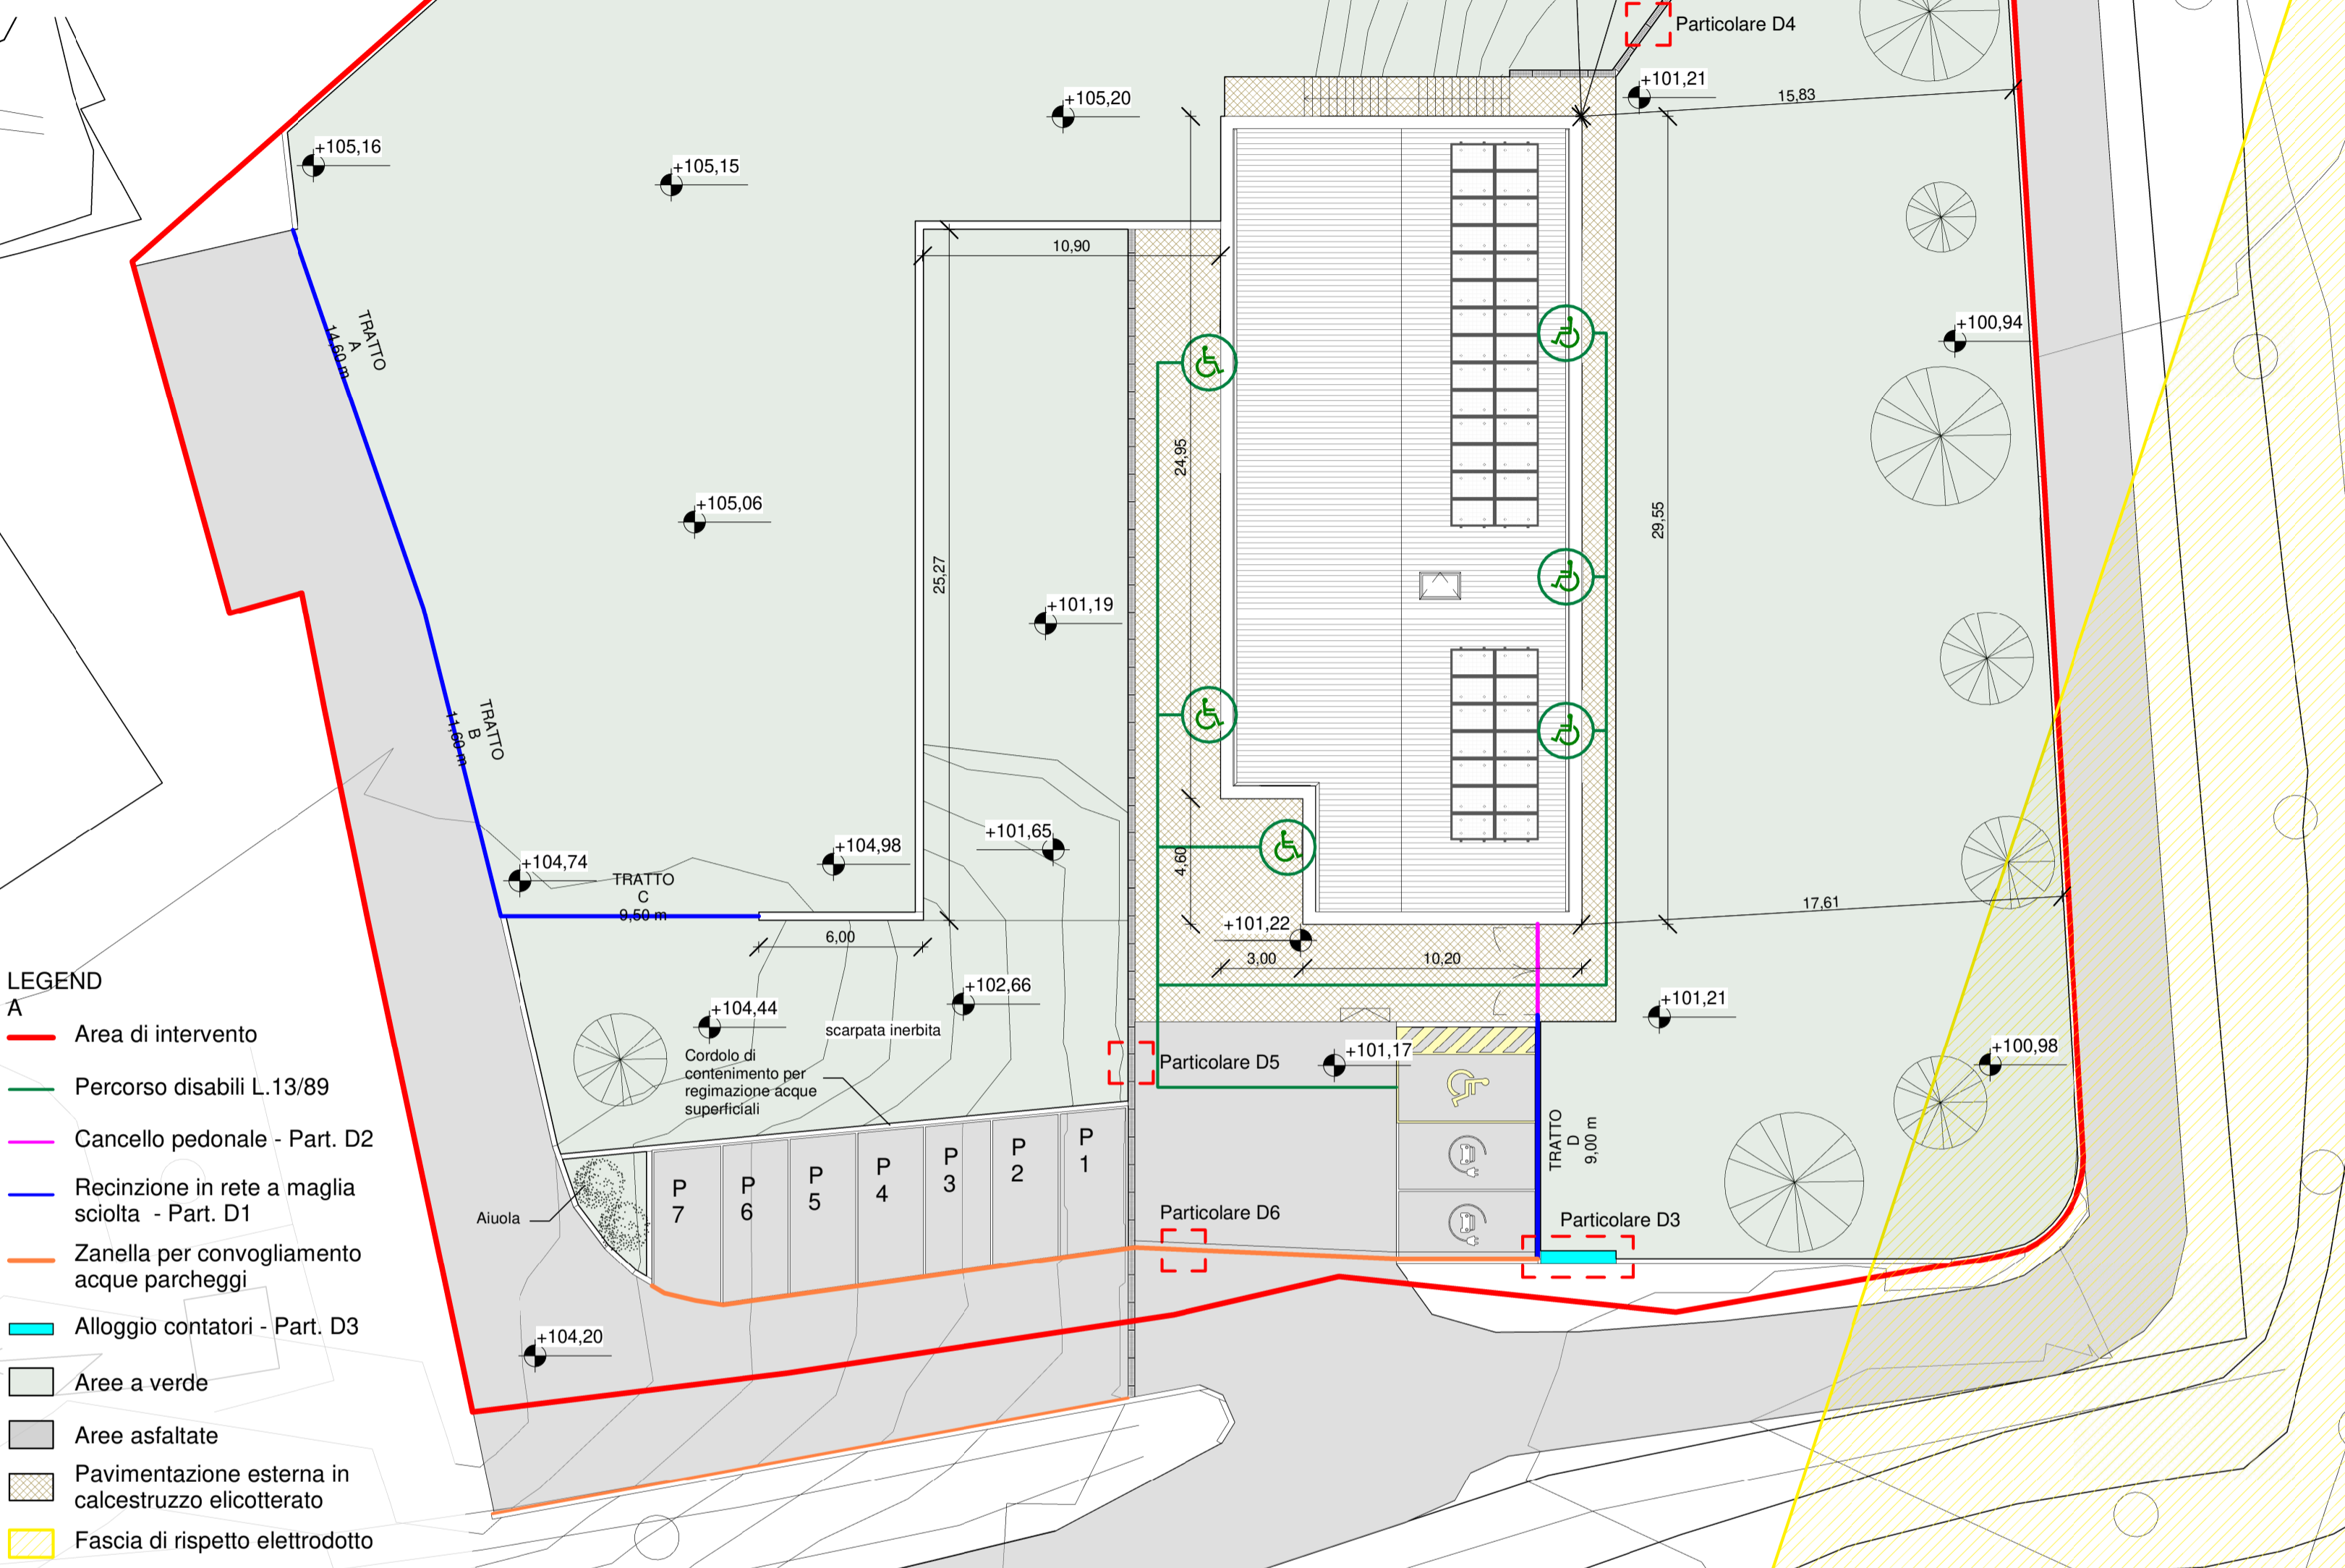 Particolare D4
+101,21
15,83
+105,20
+105,16
+105,15
10,90
+100,94
24,95
+105,06
29,55
25,27
+101,19
TRATTO
A
14,60 m
TRATTO
B
11,60 m
+101,65
+104,98
+104,74
4,60
TRATTO
C
9,50 m
17,61
+101,22
6,00
3,00
10,20
+102,66
+101,21
+104,44
scarpata inerbita
Cordolo di
contenimento per
regimazione acque
superficiali
Particolare D5
+101,17
+100,98
TRATTO
D
9,00 m
P
1
P
2
P
3
P
4
P
5
P
6
P
7
Aiuola
Particolare D6
Particolare D3
+104,20
LEGEND
A
Area di intervento
Percorso disabili L.13/89
Cancello pedonale - Part. D2
Recinzione in rete a maglia
sciolta - Part. D1
Zanella per convogliamento
acque parcheggi
Alloggio contatori - Part. D3
Aree a verde
Aree asfaltate
Pavimentazione esterna in
calcestruzzo elicotterato
Fascia di rispetto elettrodotto